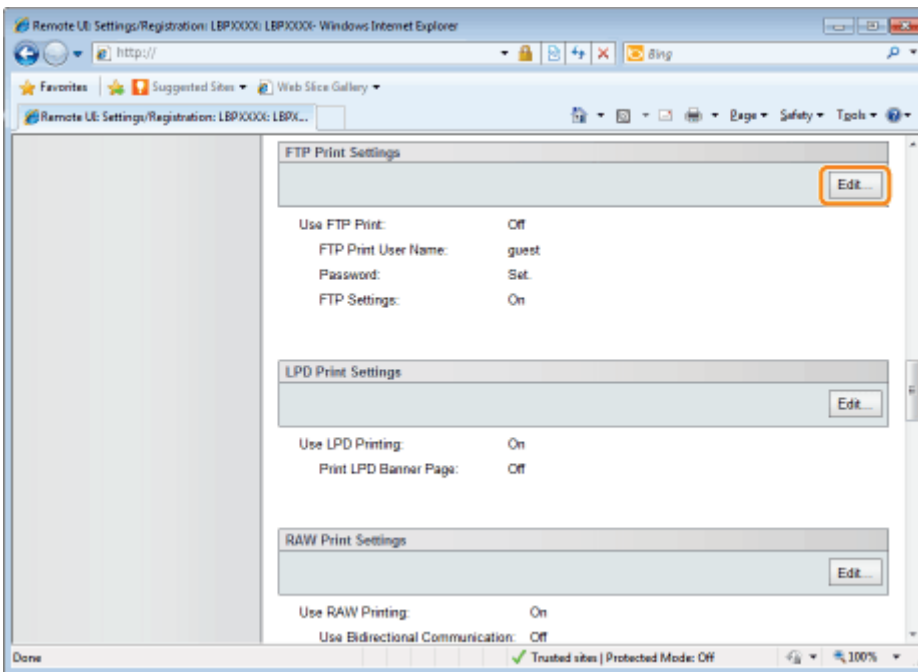 Remote UI: Settings/Registration: LBPXXXX: LBPXXXX- Windows Internet Explorer
http://
Bing
Favorites Suggested Sites Web Slice Gallery
Remote UI: Settings/Registration: LBPXXXX: LBPX... Page Safety Tools
FTP Print Settings
Edit...
Use FTP Print: Off
FTP Print User Name: guest
Password: Set.
FTP Settings: On
LPD Print Settings
Edit...
Use LPD Printing: On
Print LPD Banner Page: Off
RAW Print Settings
Edit...
Use RAW Printing: On
Use Bidirectional Communication: Off
Done Trusted sites | Protected Mode: Off 100%